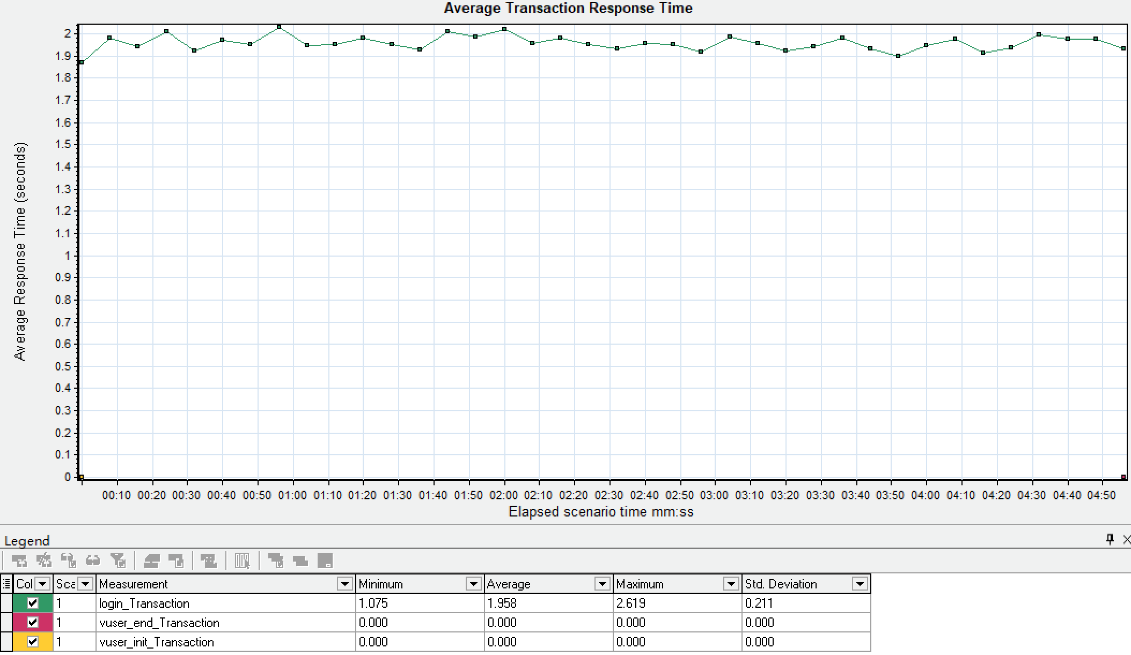 Average Transaction Response Time
Average Response Time (seconds)
2
1.9
1.8
1.7
1.6
1.5
1.4
1.3
1.2
1.1
1
0.9
0.8
0.7
0.6
0.5
0.4
0.3
0.2
0.1
0
00:10 00:20 00:30 00:40 00:50 01:00 01:10 01:20 01:30 01:40 01:50 02:00 02:10 02:20 02:30 02:40 02:50 03:00 03:10 03:20 03:30 03:40 03:50 04:00 04:10 04:20 04:30 04:40 04:50
Elapsed scenario time mm:ss
Legend
Col Sca Measurement Minimum Average Maximum Std. Deviation
1 login_Transaction 1.075 1.958 2.619 0.211
1 vuser_end_Transaction 0.000 0.000 0.000 0.000
1 vuser_init_Transaction 0.000 0.000 0.000 0.000